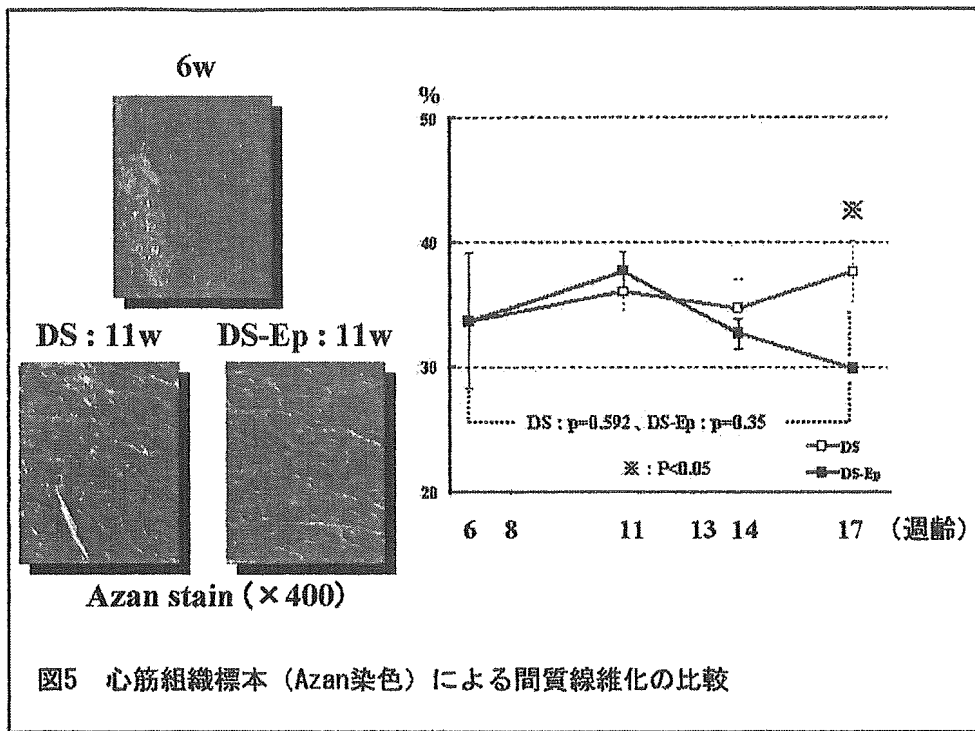 6w
DS : 11w
DS-Ep : 11w
Azan stain (×400)
%
50
40
30
20
※
DS : p=0.592、DS-Ep : p=0.35
※ : P<0.05
DS
DS-Ep
6 8 11 13 14 17 (週齢)
図5 心筋組織標本(Azan染色)による間質線維化の比較